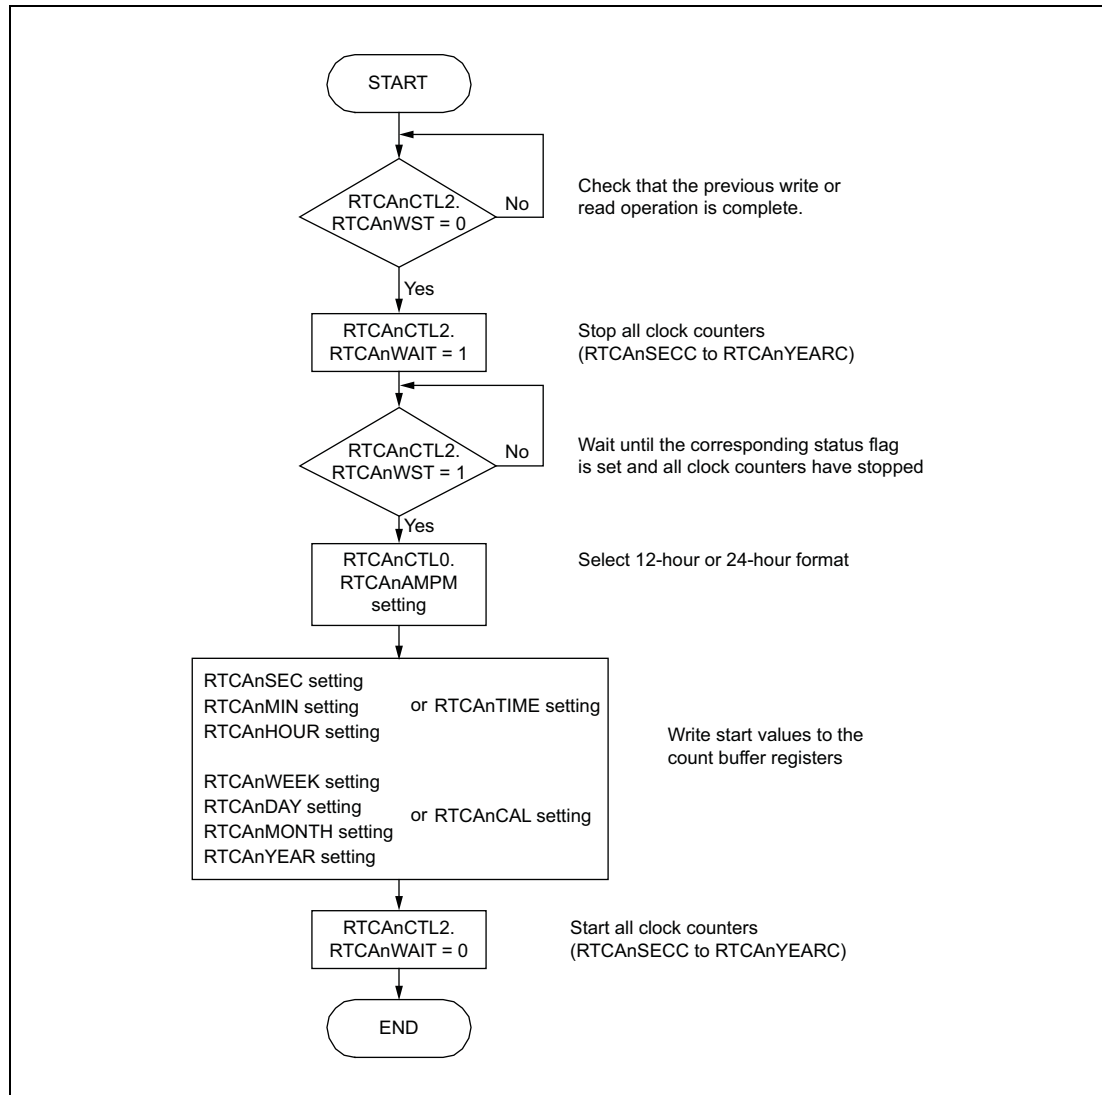 START
RTCAnCTL2.
RTCAnWST = 0
No
Check that the previous write or
read operation is complete.
Yes
RTCAnCTL2.
RTCAnWAIT = 1
Stop all clock counters
(RTCAnSECC to RTCAnYEARC)
RTCAnCTL2.
RTCAnWST = 1
No
Wait until the corresponding status flag
is set and all clock counters have stopped
Yes
RTCAnCTL0.
RTCAnAMPM
setting
Select 12-hour or 24-hour format
RTCAnSEC setting
RTCAnMIN setting
or RTCAnTIME setting
RTCAnHOUR setting
Write start values to the
count buffer registers
RTCAnWEEK setting
RTCAnDAY setting
or RTCAnCAL setting
RTCAnMONTH setting
RTCAnYEAR setting
RTCAnCTL2.
RTCAnWAIT = 0
Start all clock counters
(RTCAnSECC to RTCAnYEARC)
END